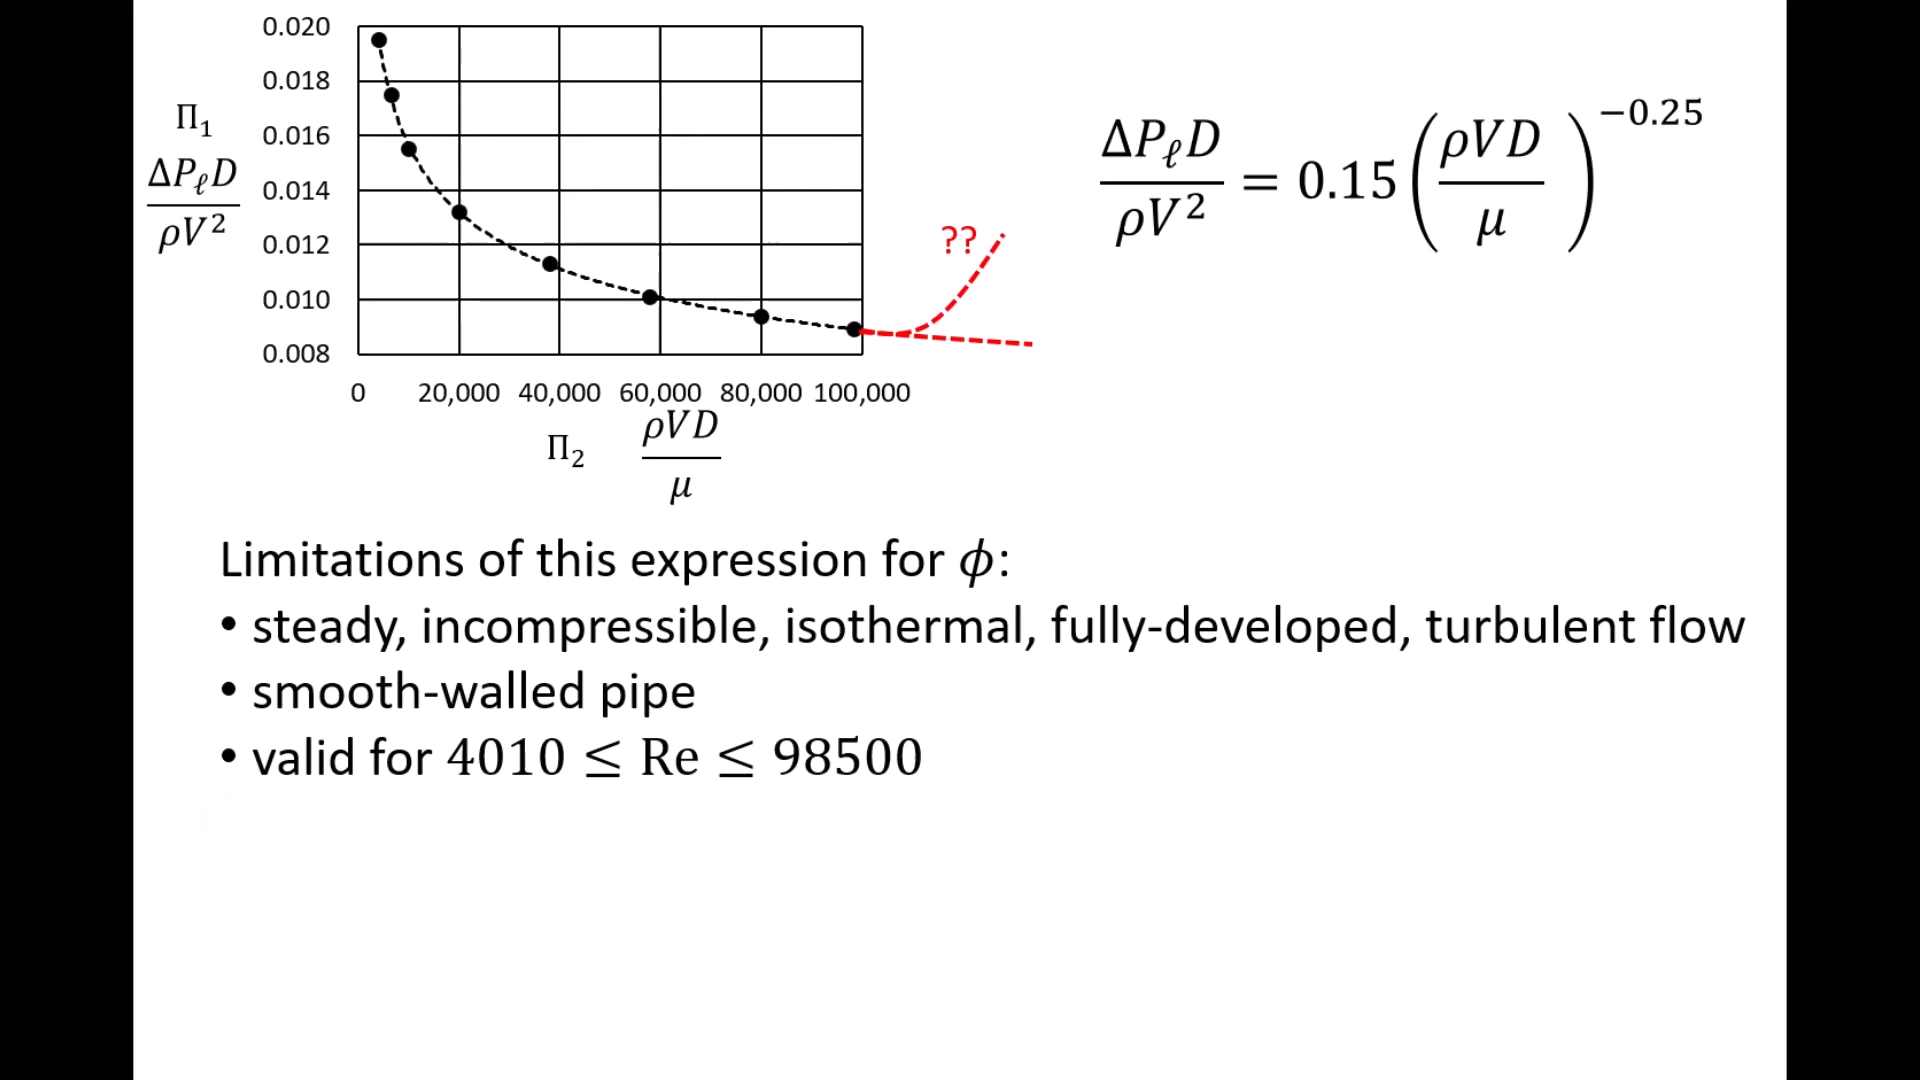 0.020
0.018
0.016
0.014
0.012
0.010
0.008
Π₁
ΔPℓD
ρV²
0 20,000 40,000 60,000 80,000 100,000
Π₂
ρVD
μ
??
ΔPℓD/ρV² = 0.15(ρVD/μ)^−0.25
Limitations of this expression for ϕ:
• steady, incompressible, isothermal, fully-developed, turbulent flow
• smooth-walled pipe
• valid for 4010 ≤ Re ≤ 98500